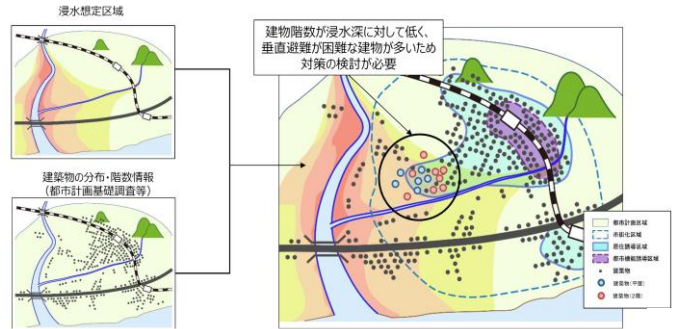 浸水想定区域
建築物の分布・階数情報
（都市計画基礎調査等）
建物階数が浸水深に対して低く、
垂直避難が困難な建物が多いため
対策の検討が必要
都市計画区域
市街化区域
居住誘導区域
都市機能誘導区域
建築物
建築物（平屋）
建築物（2階）